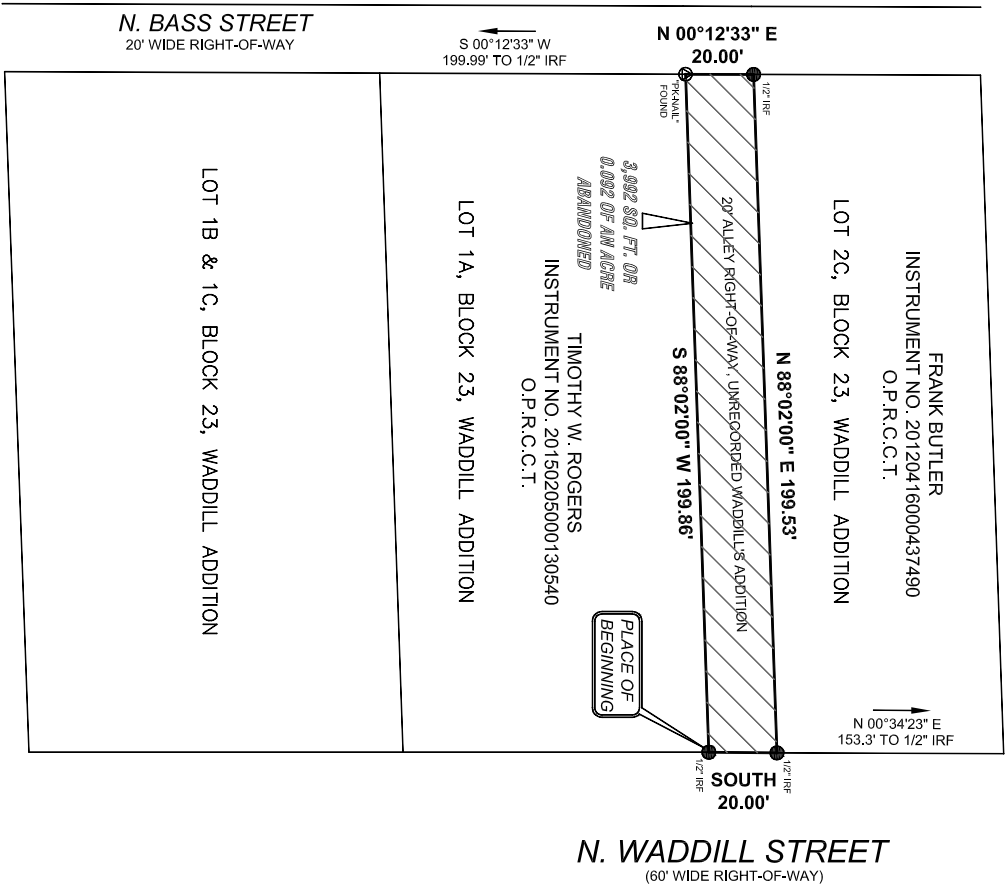 N. BASS STREET
20' WIDE RIGHT-OF-WAY
S 00°12'33" W
199.99' TO 1/2" IRF
N 00°12'33" E
20.00'
"PK-NAIL"
FOUND
1/2" IRF
LOT 1B & 1C, BLOCK 23, WADDILL ADDITION
LOT 1A, BLOCK 23, WADDILL ADDITION
3,992 SQ. FT. OR
0.092 OF AN ACRE
ABANDONED
TIMOTHY W. ROGERS
INSTRUMENT NO. 20150205000130540
O.P.R.C.C.T.
S 88°02'00" W 199.86'
20' ALLEY RIGHT-OF-WAY, UNRECORDED WADDILL'S ADDITION
N 88°02'00" E 199.53'
LOT 2C, BLOCK 23, WADDILL ADDITION
FRANK BUTLER
INSTRUMENT NO. 20120416000437490
O.P.R.C.C.T.
PLACE OF
BEGINNING
N 00°34'23" E
153.3' TO 1/2" IRF
1/2" IRF
SOUTH
20.00'
1/2" IRF
N. WADDILL STREET
(60' WIDE RIGHT-OF-WAY)